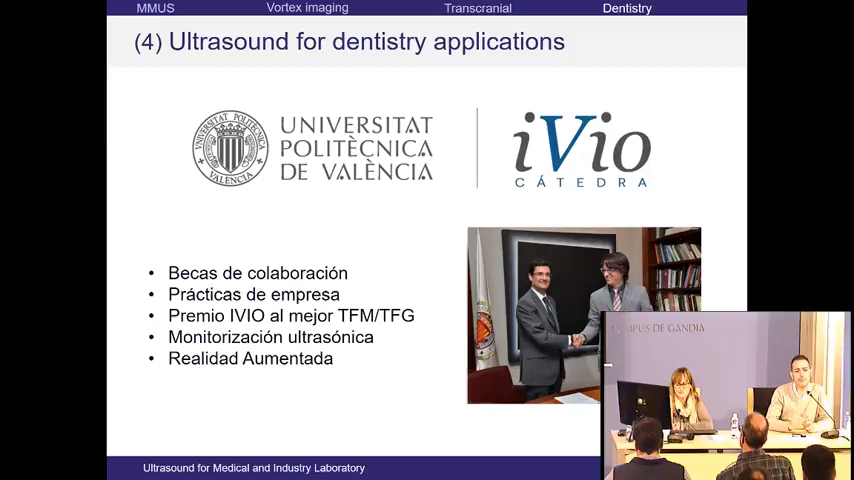 MMUS
Vortex imaging
Transcranial
Dentistry
(4) Ultrasound for dentistry applications
UNIVERSITAT
POLITÈCNICA
DE VALÈNCIA
iVio
CÁTEDRA
• Becas de colaboración
• Prácticas de empresa
• Premio IVIO al mejor TFM/TFG
• Monitorización ultrasónica
• Realidad Aumentada
DE GANDIA
Ultrasound for Medical and Industry Laboratory